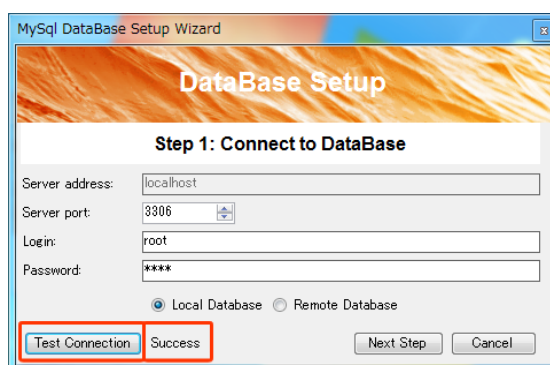 MySql DataBase Setup Wizard
x
DataBase Setup
Step 1: Connect to DataBase
Server address: localhost
Server port: 3306
Login: root
Password: ****
Local Database Remote Database
Test Connection Success Next Step Cancel